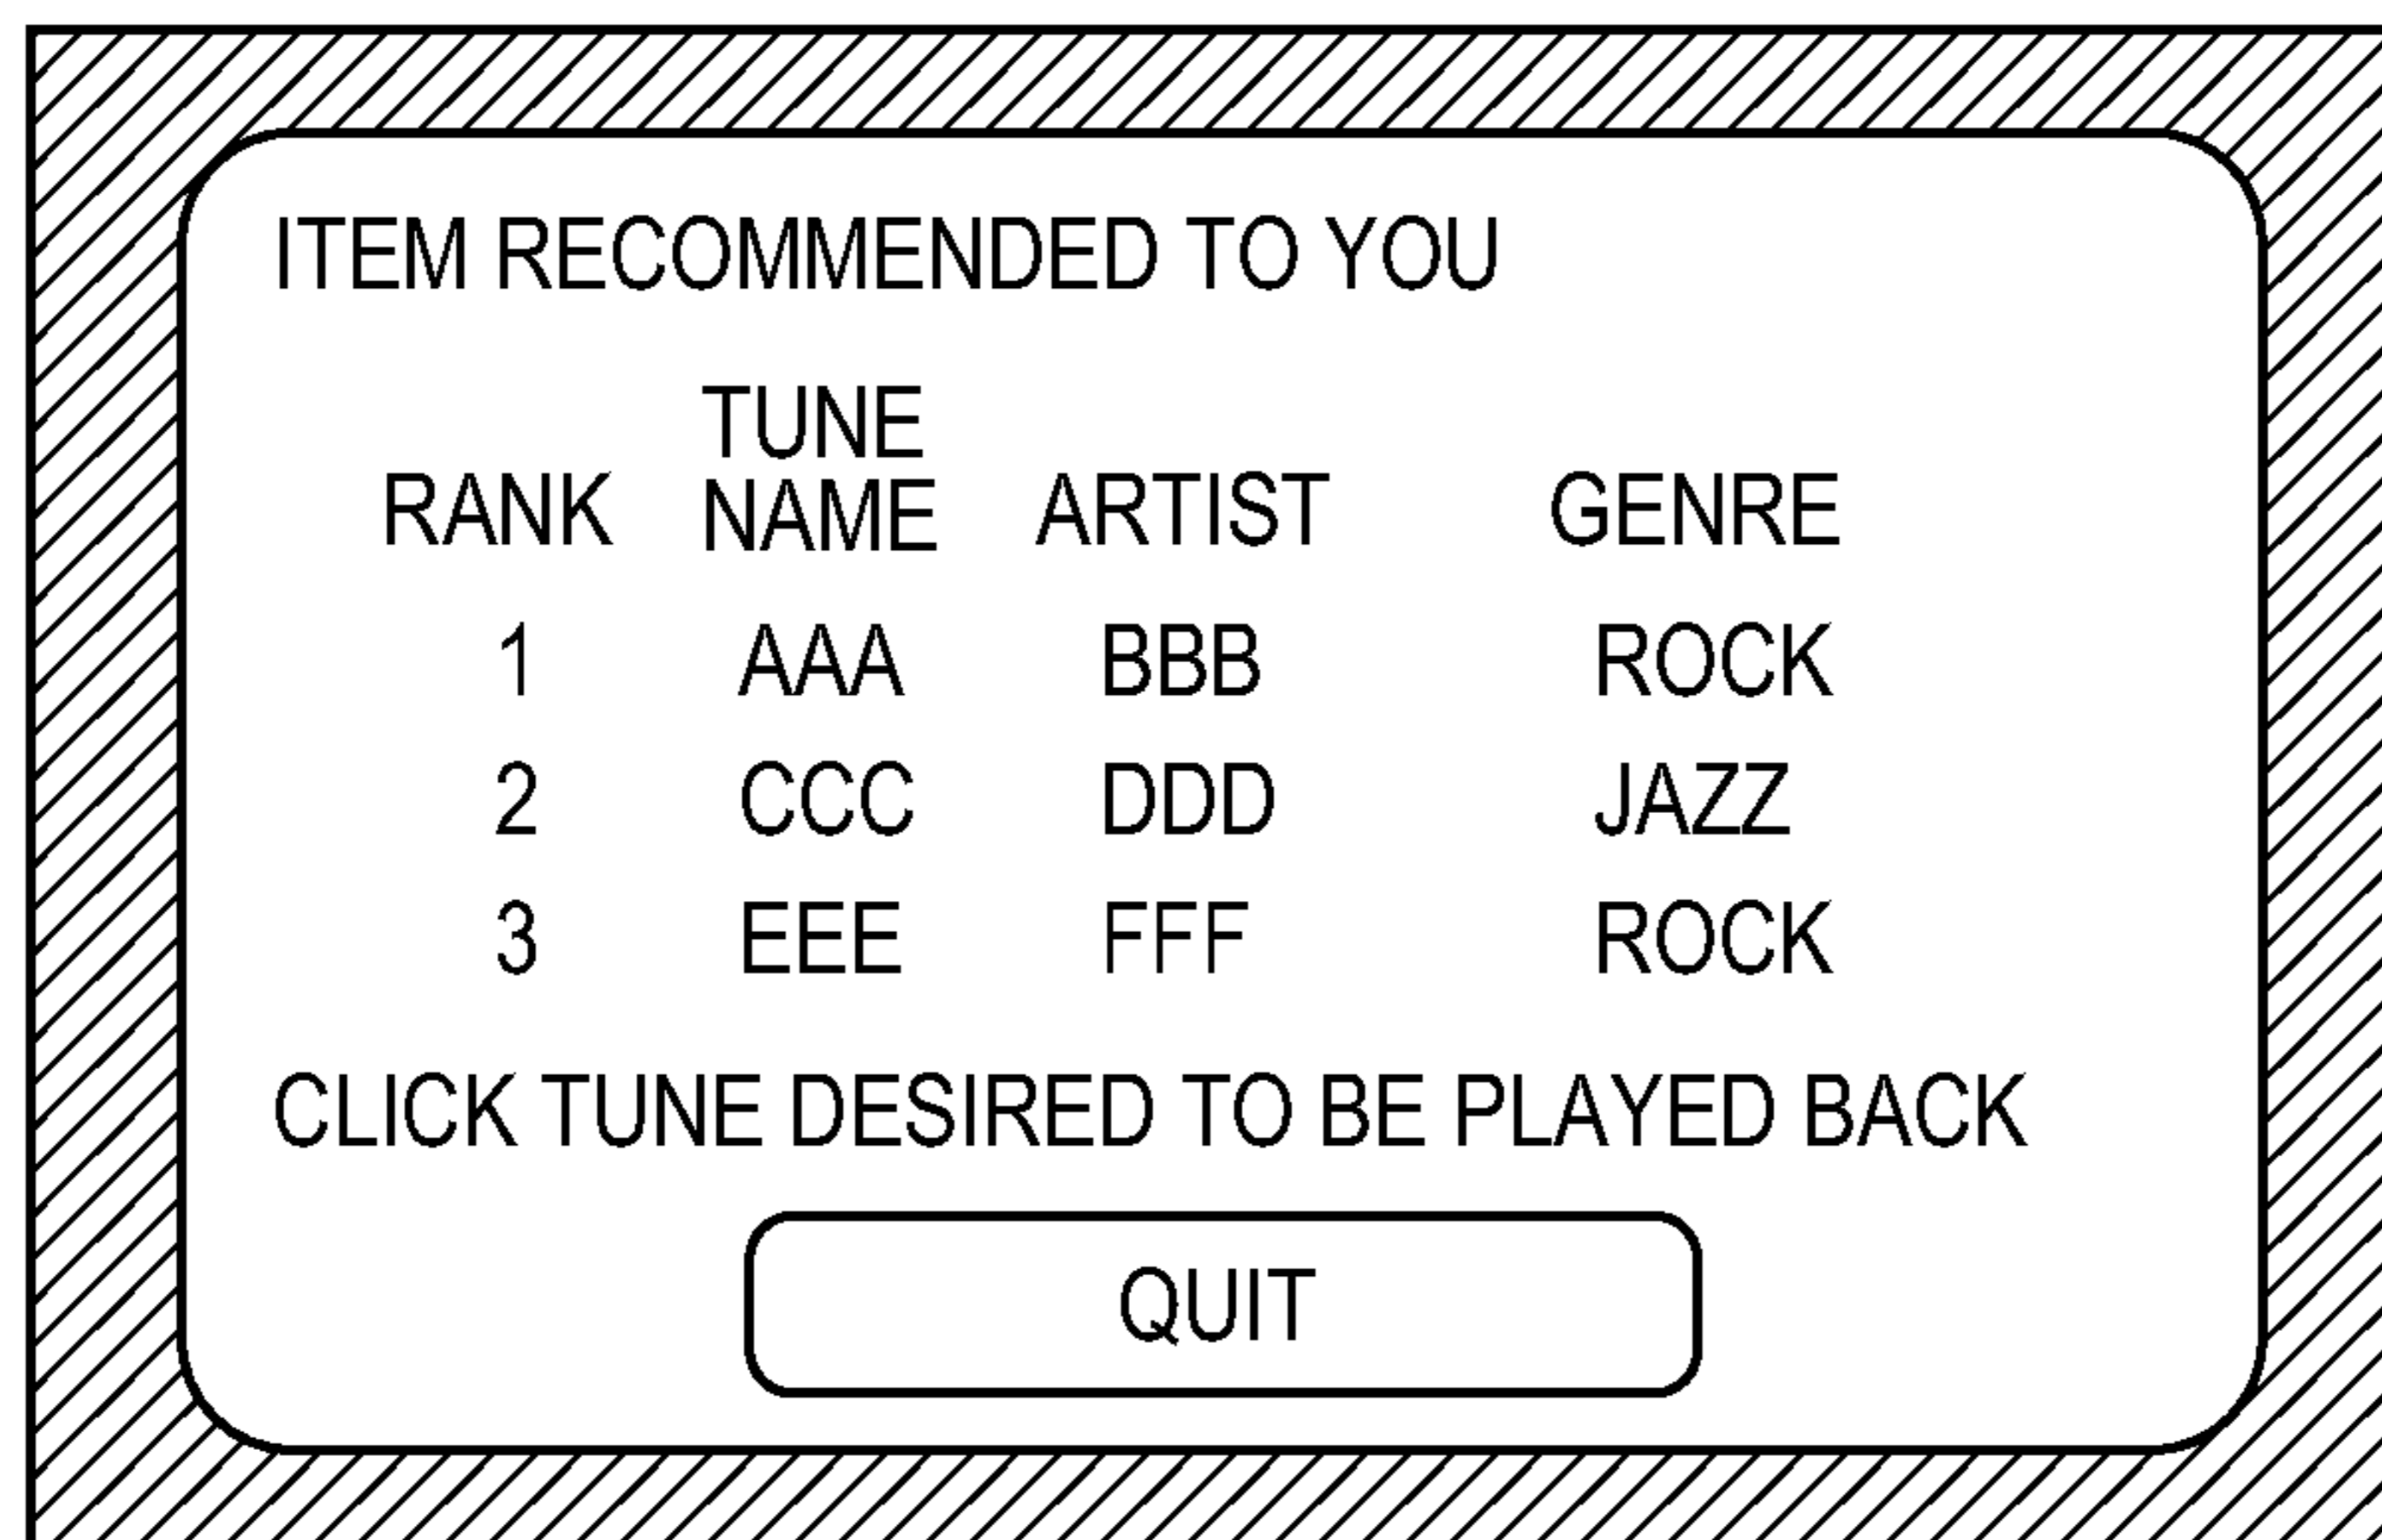 ITEM RECOMMENDED TO YOU
RANK TUNE NAME ARTIST GENRE
1 AAA BBB ROCK
2 CCC DDD JAZZ
3 EEE FFF ROCK
CLICK TUNE DESIRED TO BE PLAYED BACK
QUIT